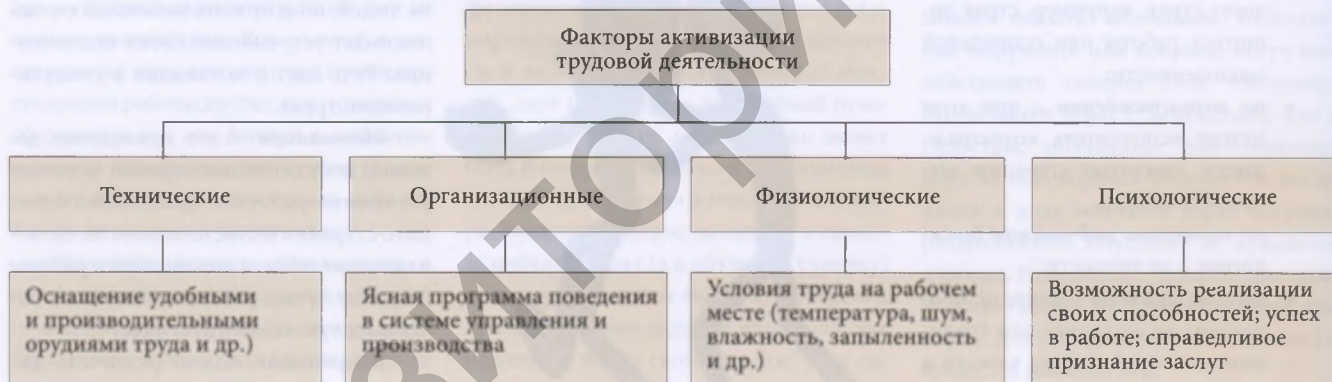 Факторы активизации
трудовой деятельности
Технические
Организационные
Физиологические
Психологические
Оснащение удобными
и производительными
орудиями труда и др.)
Ясная программа поведения
в системе управления и
производства
Условия труда на рабочем
месте (температура, шум,
влажность, запыленность
и др.)
Возможность реализации
своих способностей; успех
в работе; справедливое
признание заслуг